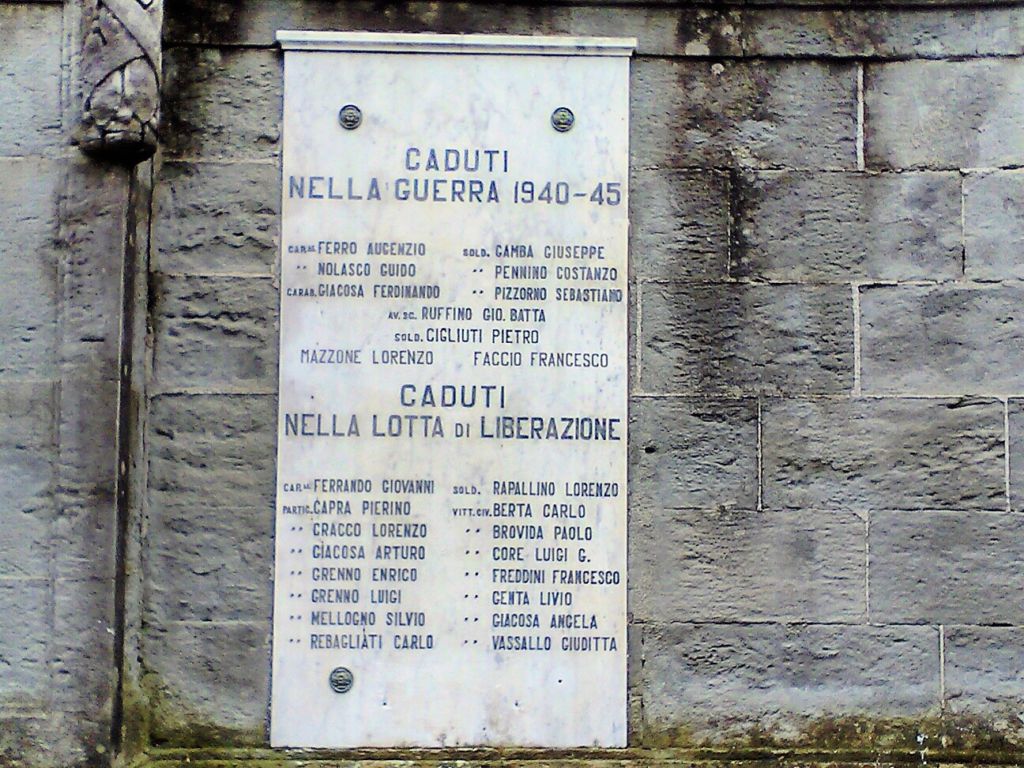 CADUTI
NELLA GUERRA 1940-45
CAR.M. FERRO AUGENZIO SOLD. GAMBA GIUSEPPE
'' NOLASCO GUIDO '' PENNINO COSTANZO
CARAB. GIACOSA FERDINANDO '' PIZZORNO SEBASTIANO
AV. SC. RUFFINO GIO. BATTA
SOLD. CIGLIUTI PIETRO
MAZZONE LORENZO FACCIO FRANCESCO
CADUTI
NELLA LOTTA DI LIBERAZIONE
CAR.M. FERRANDO GIOVANNI SOLD. RAPALLINO LORENZO
PARTIG. CAPRA PIERINO VITT. CIV. BERTA CARLO
'' CRACCO LORENZO '' BROVIDA PAOLO
'' GIACOSA ARTURO '' CORE LUIGI G.
'' GRENNO ENRICO '' FREDDINI FRANCESCO
'' GRENNO LUIGI '' GENTA LIVIO
'' MELLOGNO SILVIO '' GIACOSA ANGELA
'' REBAGLIATI CARLO '' VASSALLO GIUDITTA